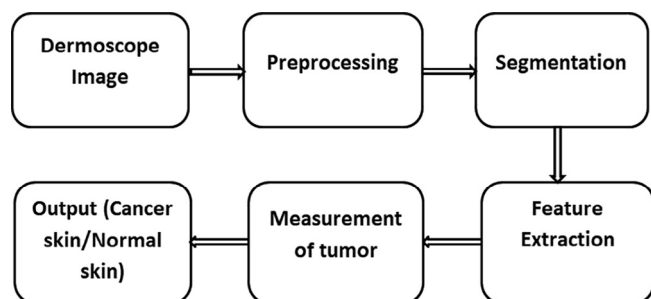 Dermoscope
Image
Preprocessing
Segmentation
Feature
Extraction
Measurement
of tumor
Output (Cancer
skin/Normal
skin)